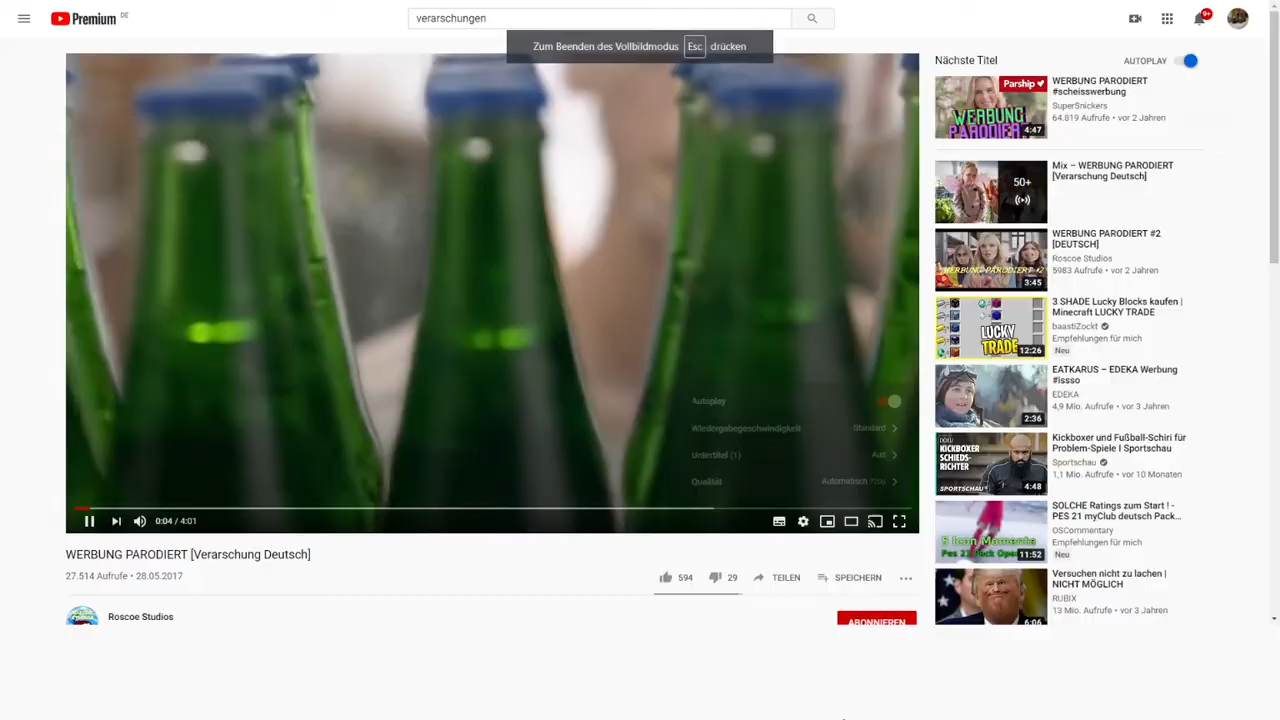 Premium DE
verarschungen
9+
Zum Beenden des Vollbildmodus Esc drücken
Autoplay
Wiedergabegeschwindigkeit Standard
Untertitel (1) Aus
Qualität Automatisch 720p
0:04 / 4:01
WERBUNG PARODIERT [Verarschung Deutsch]
27.514 Aufrufe • 28.05.2017
594 29 TEILEN SPEICHERN
Roscoe Studios
ABONNIEREN
Nächste Titel
AUTOPLAY
Parship
WERBUNG
PARODIER
4:47
WERBUNG PARODIERT
#scheisswerbung
SuperSnickers
64.819 Aufrufe • vor 2 Jahren
50+
Mix – WERBUNG PARODIERT
[Verarschung Deutsch]
WERBUNG PARODIERT #2
3:45
WERBUNG PARODIERT #2
[DEUTSCH]
Roscoe Studios
5983 Aufrufe • vor 2 Jahren
LUCKY
TRADE
12:26
3 SHADE Lucky Blocks kaufen |
Minecraft LUCKY TRADE
baastiZockt
Empfehlungen für mich
Neu
2:36
EATKARUS – EDEKA Werbung
#issso
EDEKA
4,9 Mio. Aufrufe • vor 3 Jahren
KICKBOXER
SCHIEDS-
RICHTER
SPORTSCHAU
4:48
Kickboxer und Fußball-Schiri für
Problem-Spiele I Sportschau
Sportschau
1,1 Mio. Aufrufe • vor 10 Monaten
5 Icon Momente
11:52
SOLCHE Ratings zum Start ! -
PES 21 myClub deutsch Pack...
OSCommentary
Empfehlungen für mich
Neu
6:06
Versuchen nicht zu lachen |
NICHT MÖGLICH
RUBIX
13 Mio. Aufrufe • vor 3 Jahren